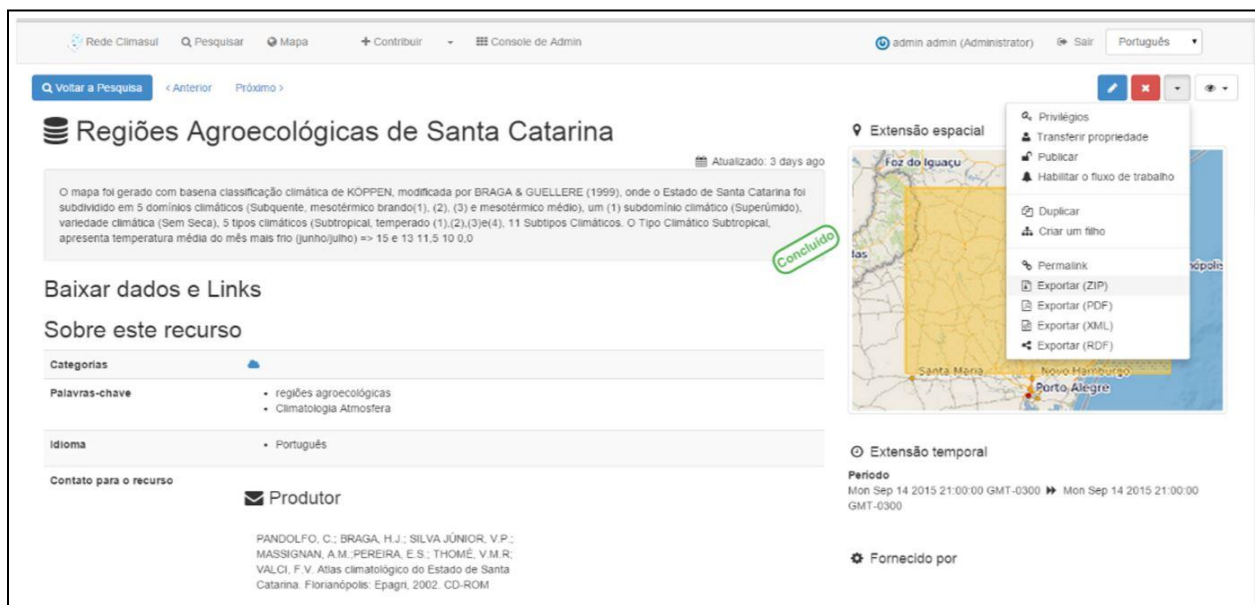 Rede Climasul Pesquisar Mapa Contribuir Console de Admin admin admin (Administrator) Sair Português
Voltar a Pesquisa < Anterior Próximo >
Regiões Agroecológicas de Santa Catarina
Atualizado: 3 days ago
O mapa foi gerado com basena classificação climática de KÖPPEN, modificada por BRAGA & GUELLERE (1999), onde o Estado de Santa Catarina foi
subdividido em 5 domínios climáticos (Subquente, mesotérmico brando(1), (2), (3) e mesotérmico médio), um (1) subdomínio climático (Superúmido),
variedade climática (Sem Seca), 5 tipos climáticos (Subtropical, temperado (1),(2),(3)e(4), 11 Subtipos Climáticos. O Tipo Climático Subtropical,
apresenta temperatura média do mês mais frio (junho/julho) => 15 e 13 11,5 10 0,0
Concluído
Baixar dados e Links
Sobre este recurso
Categorias
Palavras-chave
• regiões agroecológicas
• Climatologia Atmosfera
Idioma
• Português
Contato para o recurso
Produtor
PANDOLFO, C.; BRAGA, H.J.; SILVA JÚNIOR, V.P.;
MASSIGNAN, A.M.;PEREIRA, E.S.; THOMÉ, V.M.R;
VALCI, F.V. Atlas climatológico do Estado de Santa
Catarina. Florianópolis: Epagri, 2002. CD-ROM
Extensão espacial
Foz do Iguaçu
das
nópolis
Santa Maria
Novo Hamburgo
Porto Alegre
Privilégios
Transferir propriedade
Publicar
Habilitar o fluxo de trabalho
Duplicar
Criar um filho
Permalink
Exportar (ZIP)
Exportar (PDF)
Exportar (XML)
Exportar (RDF)
Extensão temporal
Período
Mon Sep 14 2015 21:00:00 GMT-0300 Mon Sep 14 2015 21:00:00
GMT-0300
Fornecido por